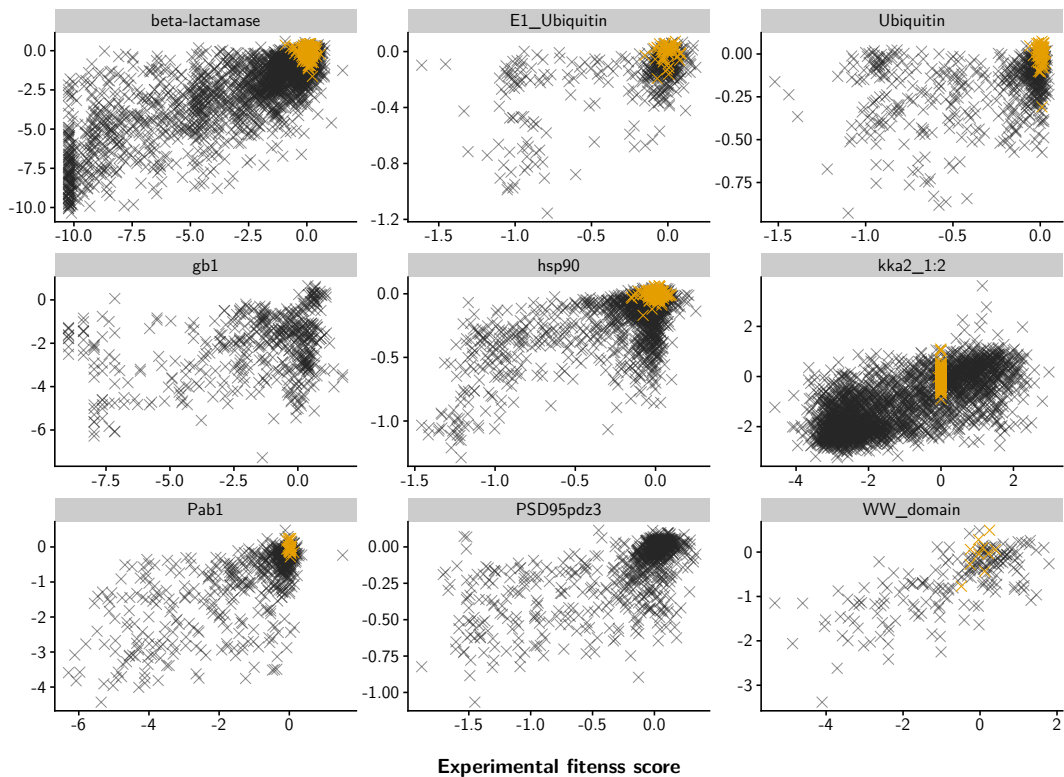 beta-lactamase E1_Ubiquitin Ubiquitin
0.0 0.0 0.00
-2.5 -0.4 -0.25
-5.0 -0.8 -0.50
-7.5 -1.2 -0.75
-10.0
-10.0 -7.5 -5.0 -2.5 0.0 -1.5 -1.0 -0.5 0.0 -1.5 -1.0 -0.5 0.0
gb1 hsp90 kka2_1:2
0 0.0 2
-2 -0.5 0
-4 -1.0 -2
-6
-7.5 -5.0 -2.5 0.0 -1.5 -1.0 -0.5 0.0 -4 -2 0 2
Pab1 PSD95pdz3 WW_domain
0 0.00 0
-1 -0.25 -1
-2 -0.50 -2
-3 -0.75 -3
-4 -1.00
-6 -4 -2 0 -1.5 -1.0 -0.5 0.0 -4 -2 0 2
Experimental fitenss score